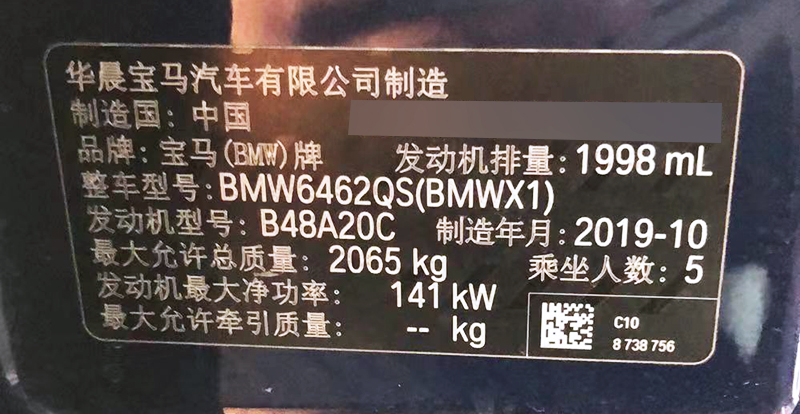 华晨宝马汽车有限公司制造
制造国: 中国
品牌: 宝马(BMW)牌 发动机排量: 1998 mL
整车型号: BMW6462QS(BMWX1)
发动机型号: B48A20C 制造年月: 2019-10
最大允许总质量: 2065 kg 乘坐人数: 5
发动机最大净功率: 141 kW
最大允许牵引质量: -- kg
C10
8 738 756